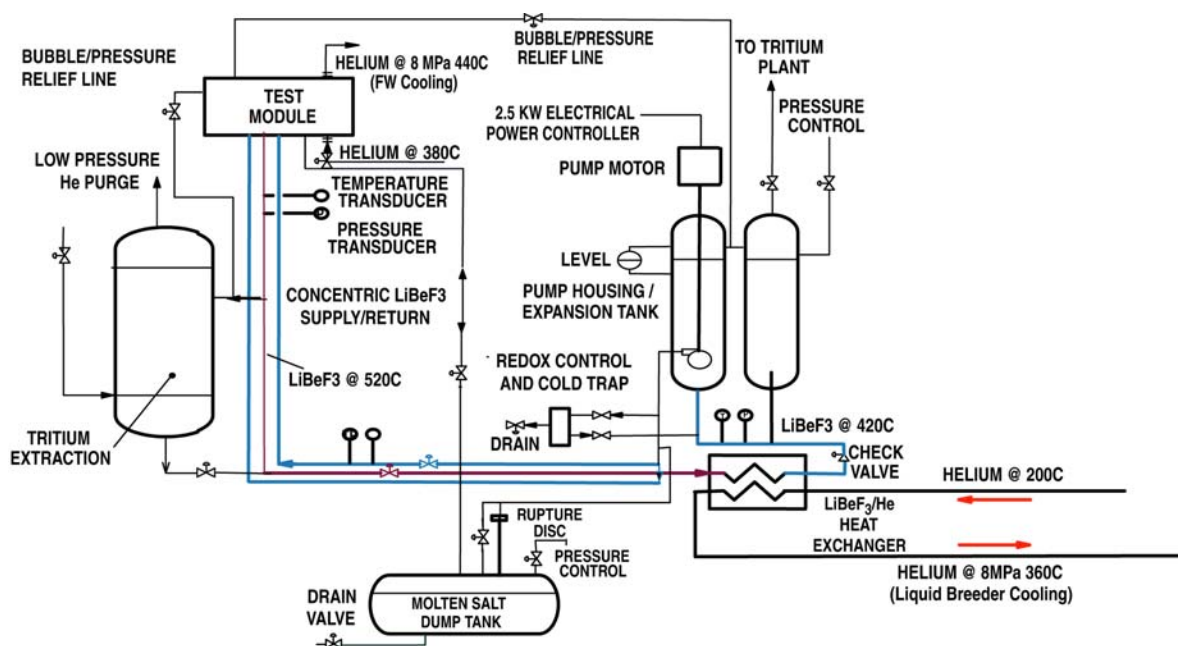 BUBBLE/PRESSURE
RELIEF LINE
HELIUM @ 8 MPa 440C
(FW Cooling)
BUBBLE/PRESSURE
RELIEF LINE
TO TRITIUM
PLANT
PRESSURE
CONTROL
TEST
MODULE
2.5 KW ELECTRICAL
POWER CONTROLLER
LOW PRESSURE
He PURGE
HELIUM @ 380C
PUMP MOTOR
TEMPERATURE
TRANSDUCER
PRESSURE
TRANSDUCER
LEVEL
CONCENTRIC LiBeF3
SUPPLY/RETURN
PUMP HOUSING /
EXPANSION TANK
LiBeF3 @ 520C
REDOX CONTROL
AND COLD TRAP
TRITIUM
EXTRACTION
DRAIN
LiBeF3 @ 420C
CHECK
VALVE
HELIUM @ 200C
LiBeF3/He
HEAT
EXCHANGER
RUPTURE
DISC
PRESSURE
CONTROL
HELIUM @ 8MPa 360C
(Liquid Breeder Cooling)
DRAIN
VALVE
MOLTEN SALT
DUMP TANK